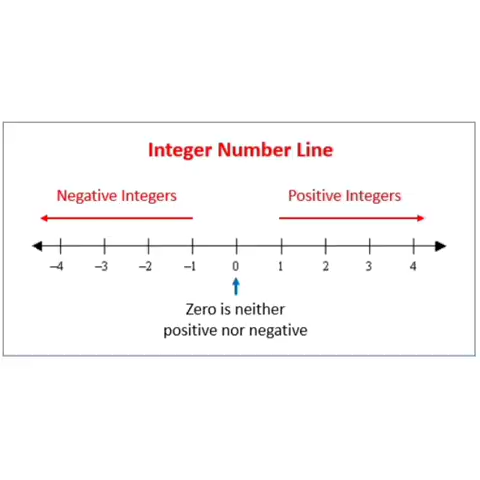 Integer Number Line
Negative Integers Positive Integers
–4 –3 –2 –1 0 1 2 3 4
Zero is neither
positive nor negative